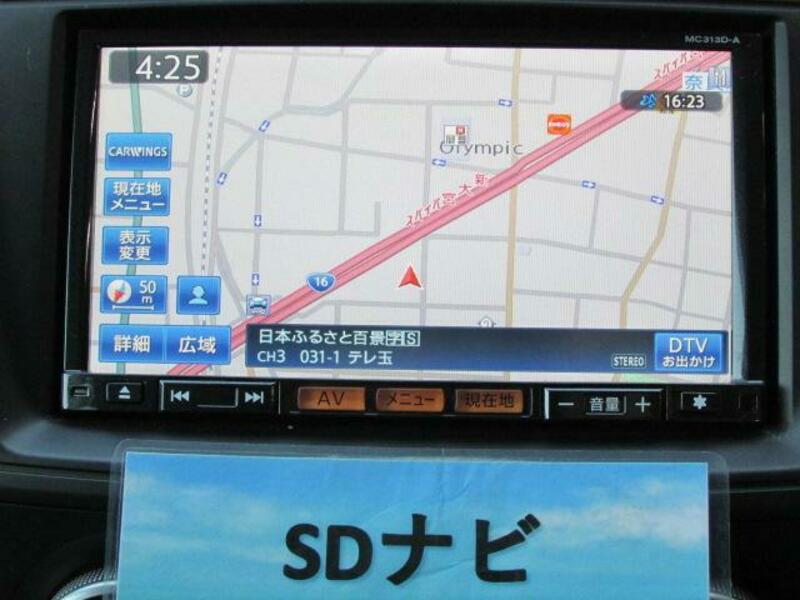 MC313D-A
4:25
P
奈
16:23
CARWINGS
Olympic
現在地
メニュー
表示
変更
50
m
16
詳細
広域
日本ふるさと百景字S
CH3 031-1 テレ玉
STEREO
DTV
お出かけ
AV
メニュー
現在地
－ 音量 ＋
SDナビ